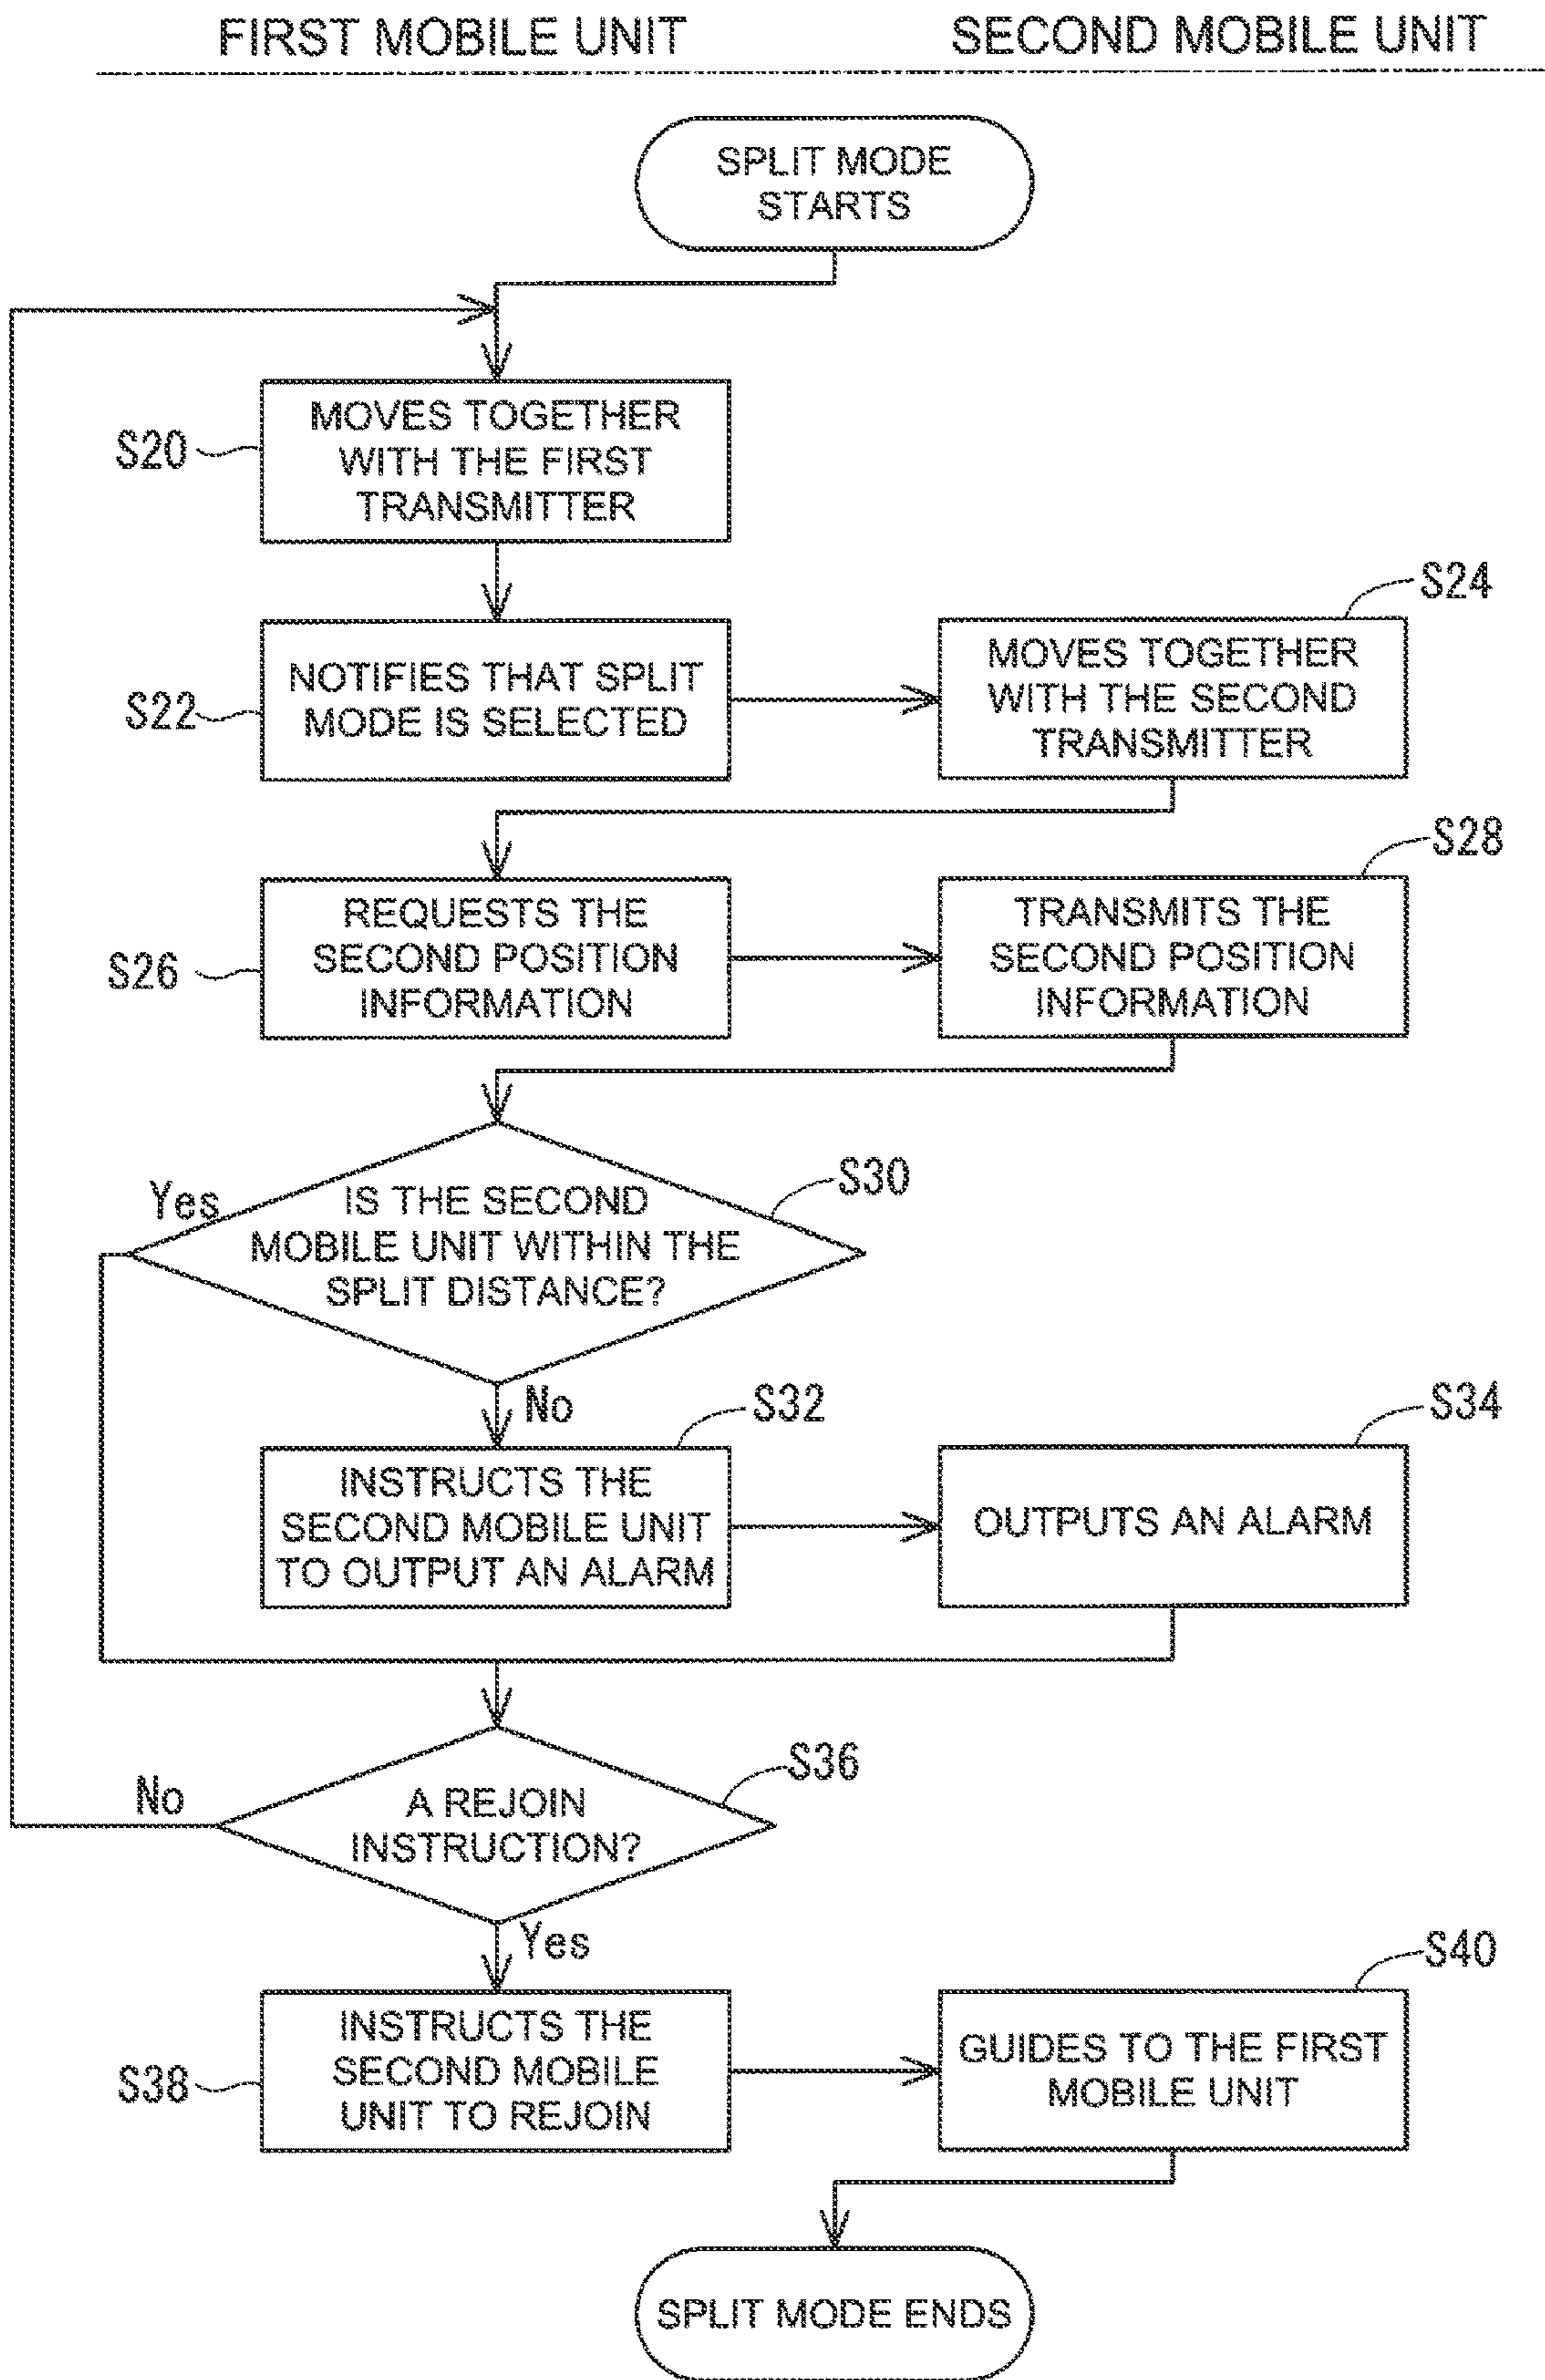 FIRST MOBILE UNIT
SECOND MOBILE UNIT
SPLIT MODE
STARTS
S20
MOVES TOGETHER
WITH THE FIRST
TRANSMITTER
S22
NOTIFIES THAT SPLIT
MODE IS SELECTED
S24
MOVES TOGETHER
WITH THE SECOND
TRANSMITTER
S26
REQUESTS THE
SECOND POSITION
INFORMATION
S28
TRANSMITS THE
SECOND POSITION
INFORMATION
S30
Yes
IS THE SECOND
MOBILE UNIT WITHIN THE
SPLIT DISTANCE?
No
S32
INSTRUCTS THE
SECOND MOBILE UNIT
TO OUTPUT AN ALARM
S34
OUTPUTS AN ALARM
S36
No
A REJOIN
INSTRUCTION?
Yes
S38
INSTRUCTS THE
SECOND MOBILE
UNIT TO REJOIN
S40
GUIDES TO THE FIRST
MOBILE UNIT
SPLIT MODE ENDS